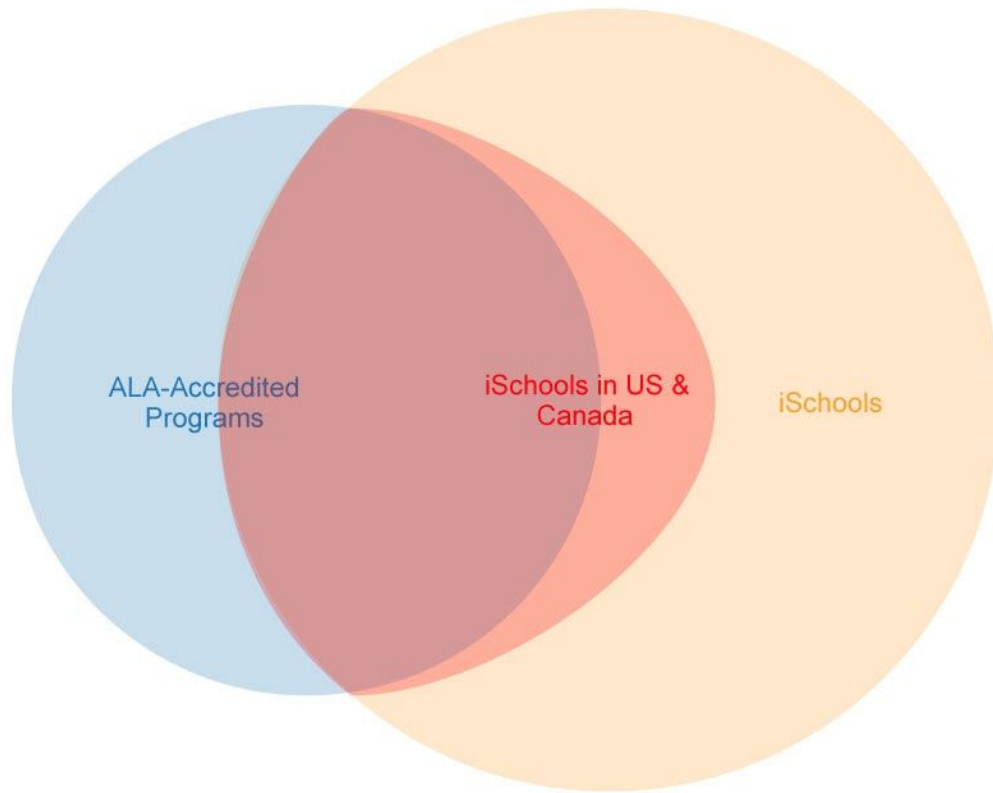 ALA-Accredited
Programs
iSchools in US &
Canada
iSchools